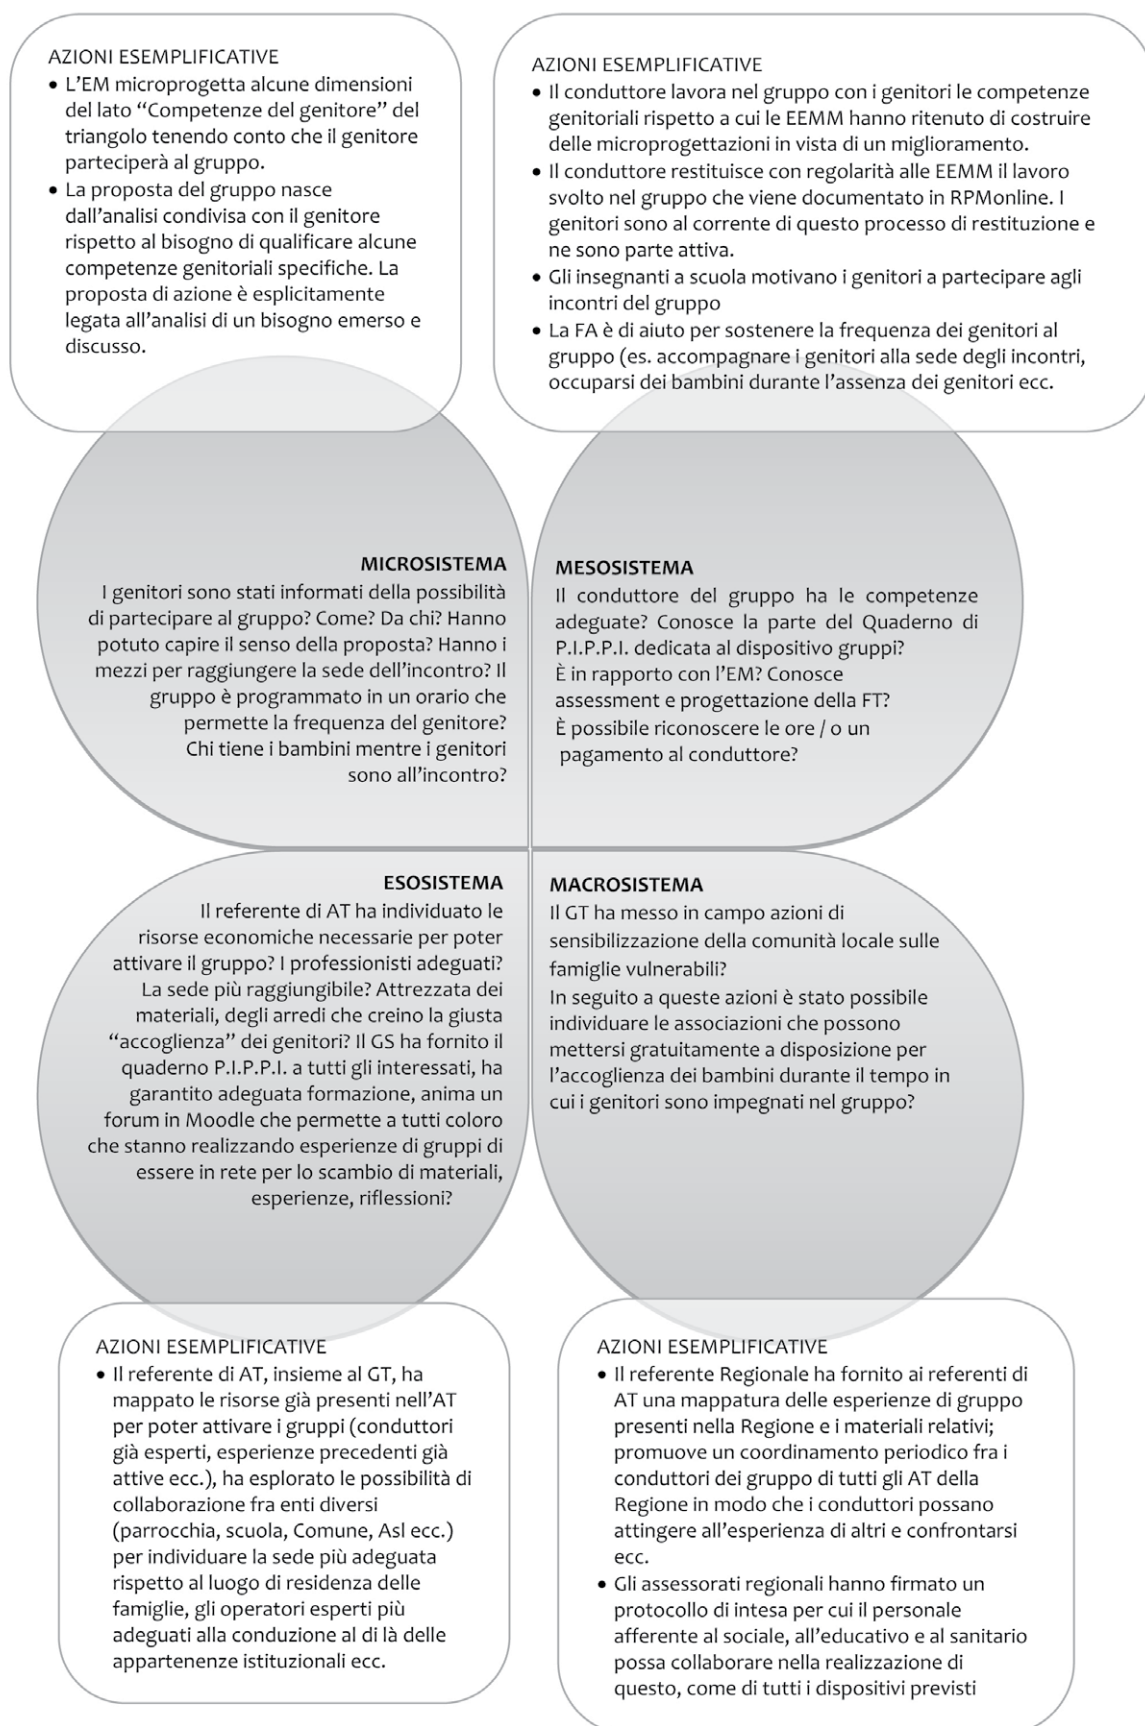 AZIONI ESEMPLIFICATIVE
• L’EM microprogetta alcune dimensioni
del lato “Competenze del genitore” del
triangolo tenendo conto che il genitore
parteciperà al gruppo.
• La proposta del gruppo nasce
dall’analisi condivisa con il genitore
rispetto al bisogno di qualificare alcune
competenze genitoriali specifiche. La
proposta di azione è esplicitamente
legata all’analisi di un bisogno emerso e
discusso.
AZIONI ESEMPLIFICATIVE
• Il conduttore lavora nel gruppo con i genitori le competenze
genitoriali rispetto a cui le EEMM hanno ritenuto di costruire
delle microprogettazioni in vista di un miglioramento.
• Il conduttore restituisce con regolarità alle EEMM il lavoro
svolto nel gruppo che viene documentato in RPMonline. I
genitori sono al corrente di questo processo di restituzione e
ne sono parte attiva.
• Gli insegnanti a scuola motivano i genitori a partecipare agli
incontri del gruppo
• La FA è di aiuto per sostenere la frequenza dei genitori al
gruppo (es. accompagnare i genitori alla sede degli incontri,
occuparsi dei bambini durante l’assenza dei genitori ecc.
MICROSISTEMA
I genitori sono stati informati della possibilità
di partecipare al gruppo? Come? Da chi? Hanno
potuto capire il senso della proposta? Hanno i
mezzi per raggiungere la sede dell’incontro? Il
gruppo è programmato in un orario che
permette la frequenza del genitore?
Chi tiene i bambini mentre i genitori
sono all’incontro?
MESOSISTEMA
Il conduttore del gruppo ha le competenze
adeguate? Conosce la parte del Quaderno di
P.I.P.P.I. dedicata al dispositivo gruppi?
È in rapporto con l’EM? Conosce
assessment e progettazione della FT?
È possibile riconoscere le ore / o un
pagamento al conduttore?
ESOSISTEMA
Il referente di AT ha individuato le
risorse economiche necessarie per poter
attivare il gruppo? I professionisti adeguati?
La sede più raggiungibile? Attrezzata dei
materiali, degli arredi che creino la giusta
“accoglienza” dei genitori? Il GS ha fornito il
quaderno P.I.P.P.I. a tutti gli interessati, ha
garantito adeguata formazione, anima un
forum in Moodle che permette a tutti coloro
che stanno realizzando esperienze di gruppi di
essere in rete per lo scambio di materiali,
esperienze, riflessioni?
MACROSISTEMA
Il GT ha messo in campo azioni di
sensibilizzazione della comunità locale sulle
famiglie vulnerabili?
In seguito a queste azioni è stato possibile
individuare le associazioni che possono
mettersi gratuitamente a disposizione per
l’accoglienza dei bambini durante il tempo in
cui i genitori sono impegnati nel gruppo?
AZIONI ESEMPLIFICATIVE
• Il referente di AT, insieme al GT, ha
mappato le risorse già presenti nell’AT
per poter attivare i gruppi (conduttori
già esperti, esperienze precedenti già
attive ecc.), ha esplorato le possibilità di
collaborazione fra enti diversi
(parrocchia, scuola, Comune, Asl ecc.)
per individuare la sede più adeguata
rispetto al luogo di residenza delle
famiglie, gli operatori esperti più
adeguati alla conduzione al di là delle
appartenenze istituzionali ecc.
AZIONI ESEMPLIFICATIVE
• Il referente Regionale ha fornito ai referenti di
AT una mappatura delle esperienze di gruppo
presenti nella Regione e i materiali relativi;
promuove un coordinamento periodico fra i
conduttori dei gruppo di tutti gli AT della
Regione in modo che i conduttori possano
attingere all’esperienza di altri e confrontarsi
ecc.
• Gli assessorati regionali hanno firmato un
protocollo di intesa per cui il personale
afferente al sociale, all’educativo e al sanitario
possa collaborare nella realizzazione di
questo, come di tutti i dispositivi previsti